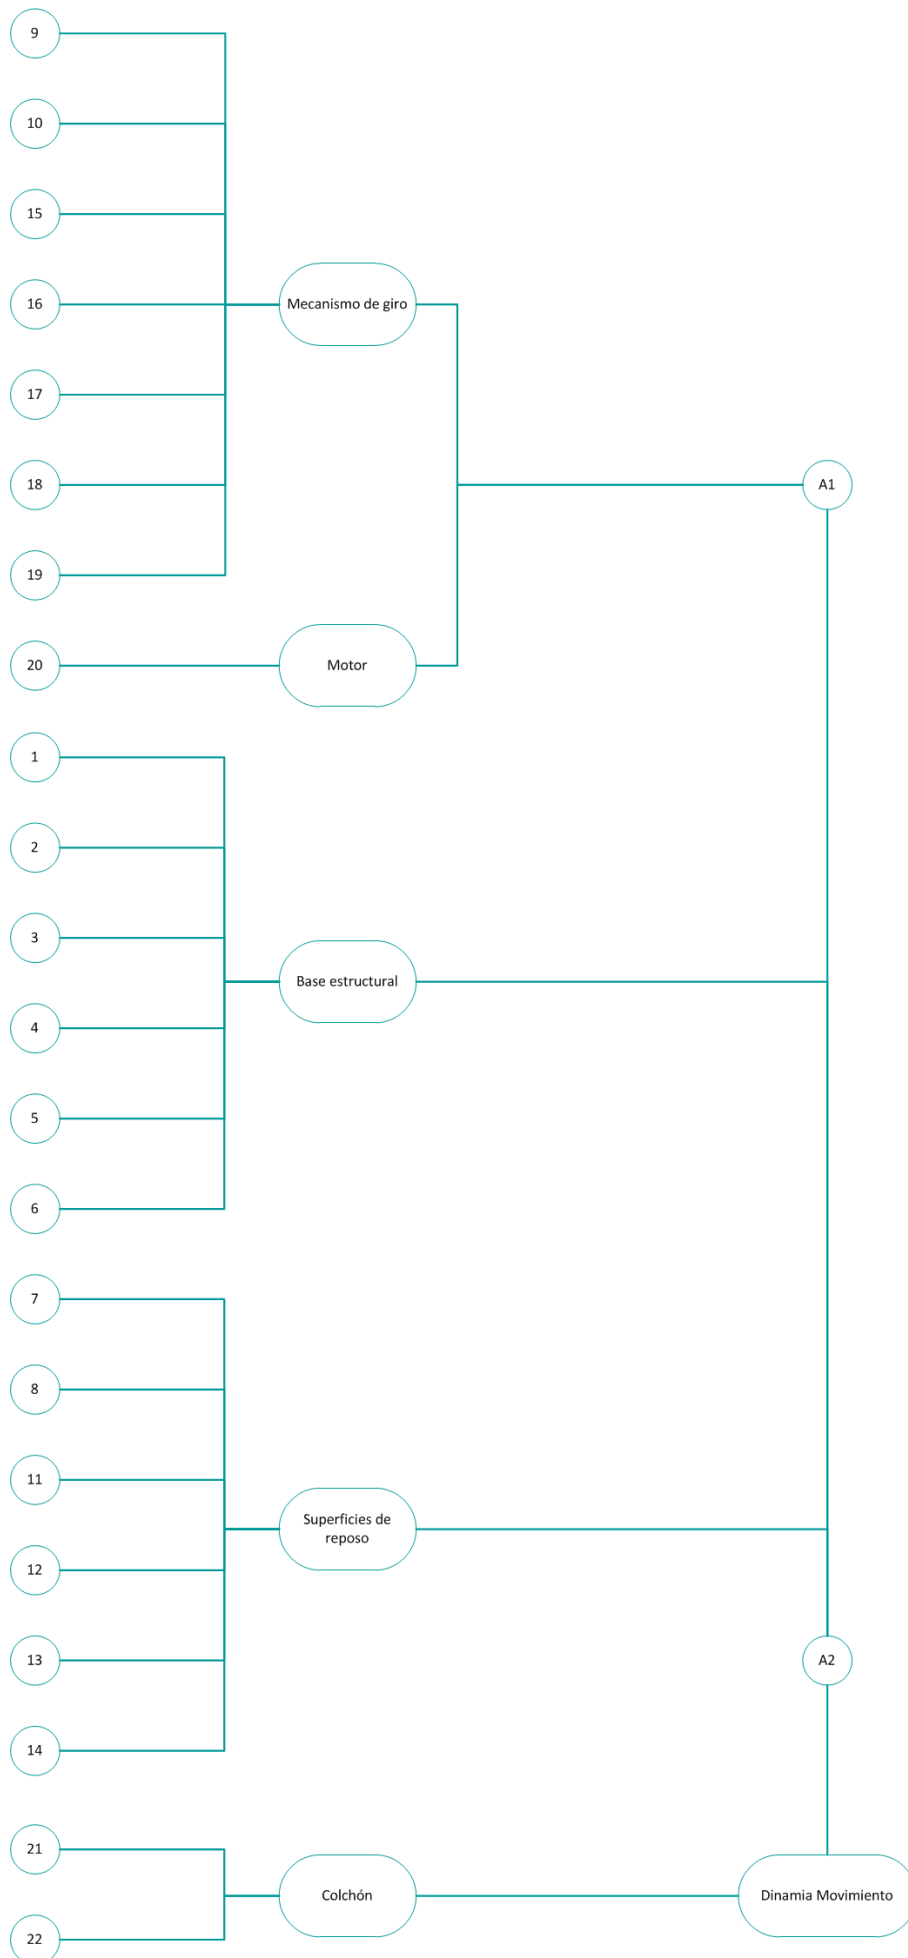 9
10
15
16
Mecanismo de giro
17
18
A1
19
20
Motor
1
2
3
Base estructural
4
5
6
7
8
11
Superficies de
reposo
12
13
A2
14
21
Colchón
Dinamia Movimiento
22